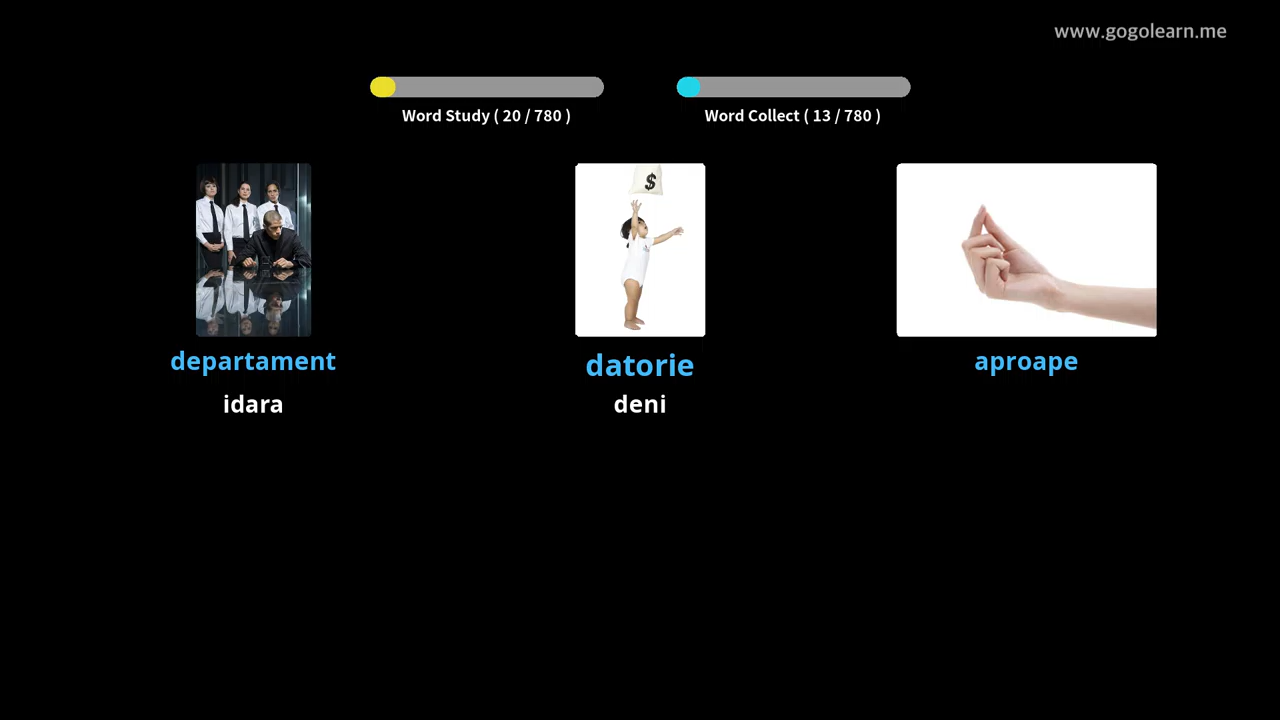 www.gogolearn.me
Word Study ( 20 / 780 )
Word Collect ( 13 / 780 )
$
departament
datorie
aproape
idara
deni